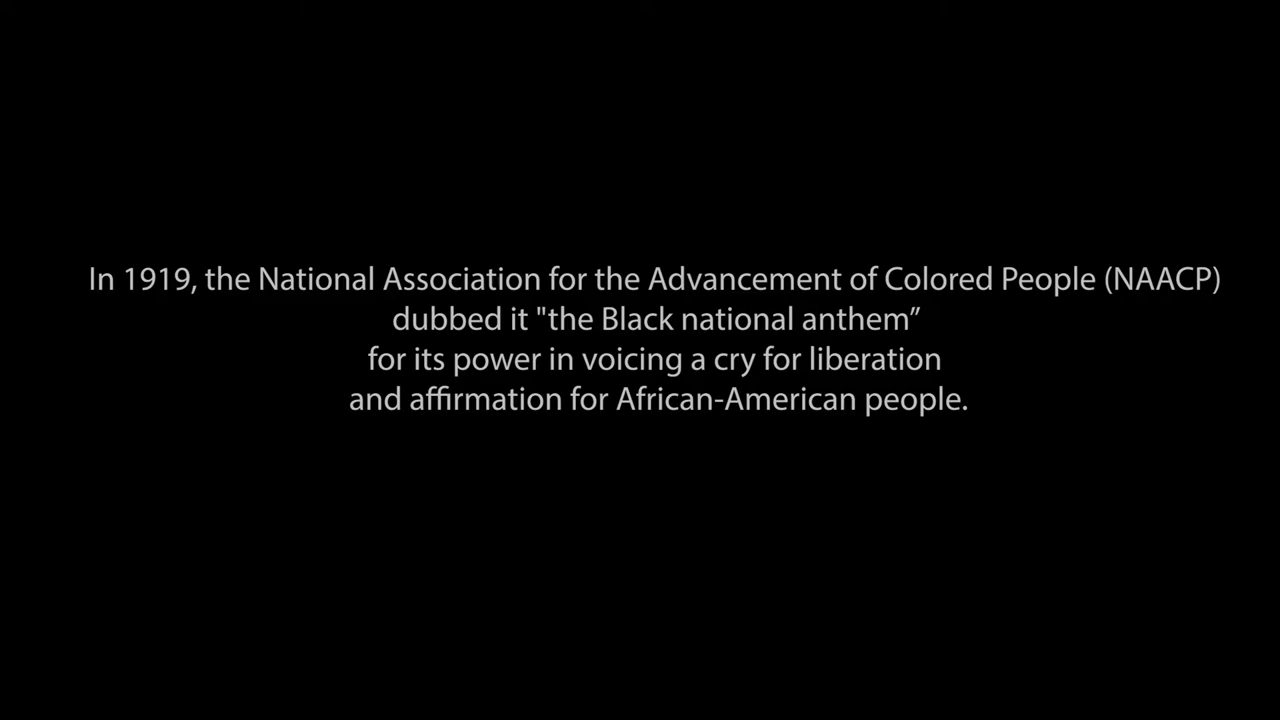 In 1919, the National Association for the Advancement of Colored People (NAACP)
dubbed it "the Black national anthem”
for its power in voicing a cry for liberation
and affirmation for African-American people.